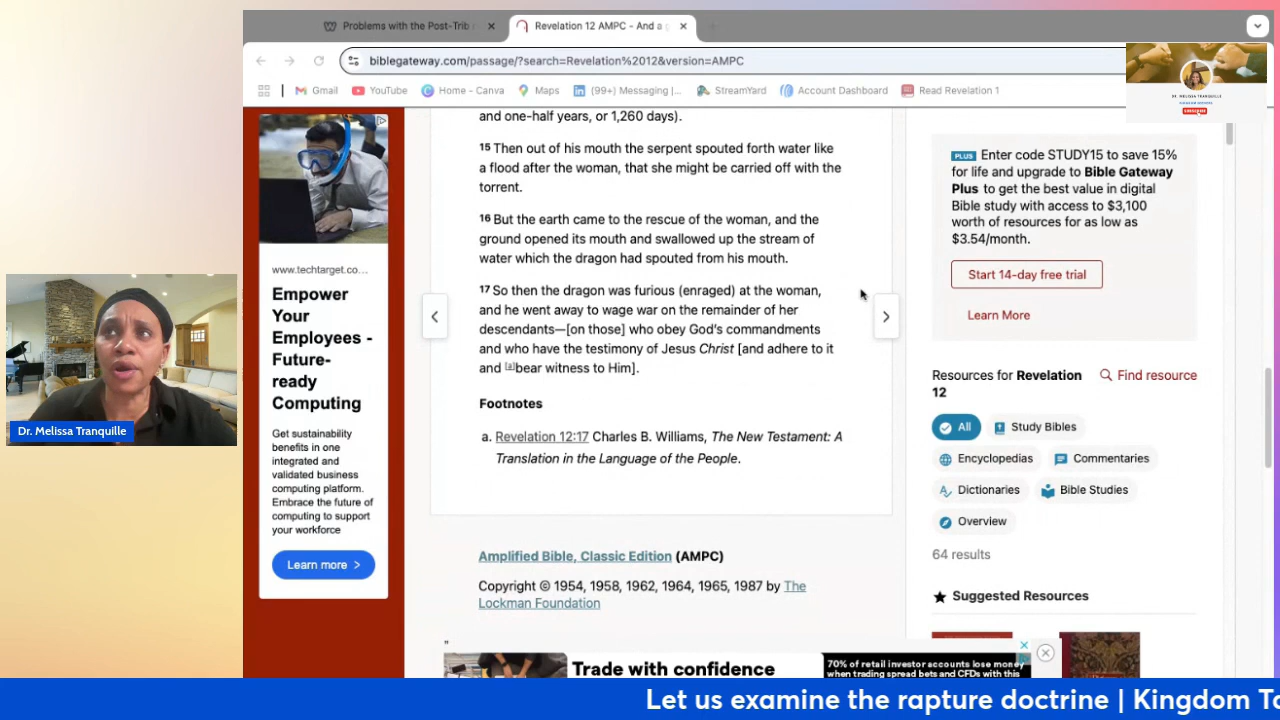 Problems with the Post-Trib
Revelation 12 AMPC - And a
biblegateway.com/passage/?search=Revelation%2012&version=AMPC
Gmail
YouTube
Home - Canva
Maps
(99+) Messaging |...
StreamYard
Account Dashboard
Read Revelation 1
DR. MELISSA TRANQUILLE
SUBSCRIBE
www.techtarget.co...
Empower
Your
Employees -
Future-
ready
Computing
Get sustainability
benefits in one
integrated and
validated business
computing platform.
Embrace the future of
computing to support
your workforce
Learn more >
and one-half years, or 1,260 days).
15 Then out of his mouth the serpent spouted forth water like
a flood after the woman, that she might be carried off with the
torrent.
16 But the earth came to the rescue of the woman, and the
ground opened its mouth and swallowed up the stream of
water which the dragon had spouted from his mouth.
17 So then the dragon was furious (enraged) at the woman,
and he went away to wage war on the remainder of her
descendants—[on those] who obey God's commandments
and who have the testimony of Jesus Christ [and adhere to it
and [a]bear witness to Him].
Footnotes
a. Revelation 12:17 Charles B. Williams, The New Testament: A
Translation in the Language of the People.
Amplified Bible, Classic Edition (AMPC)
Copyright © 1954, 1958, 1962, 1964, 1965, 1987 by The
Lockman Foundation
"
Trade with confidence
70% of retail investor accounts lose money
when trading spread bets and CFDs with this
PLUS Enter code STUDY15 to save 15%
for life and upgrade to Bible Gateway
Plus to get the best value in digital
Bible study with access to $3,100
worth of resources for as low as
$3.54/month.
Start 14-day free trial
Learn More
Resources for Revelation
12
Find resource
All
Study Bibles
Encyclopedias
Commentaries
Dictionaries
Bible Studies
Overview
64 results
Suggested Resources
Dr. Melissa Tranquille
Let us examine the rapture doctrine | Kingdom Ta